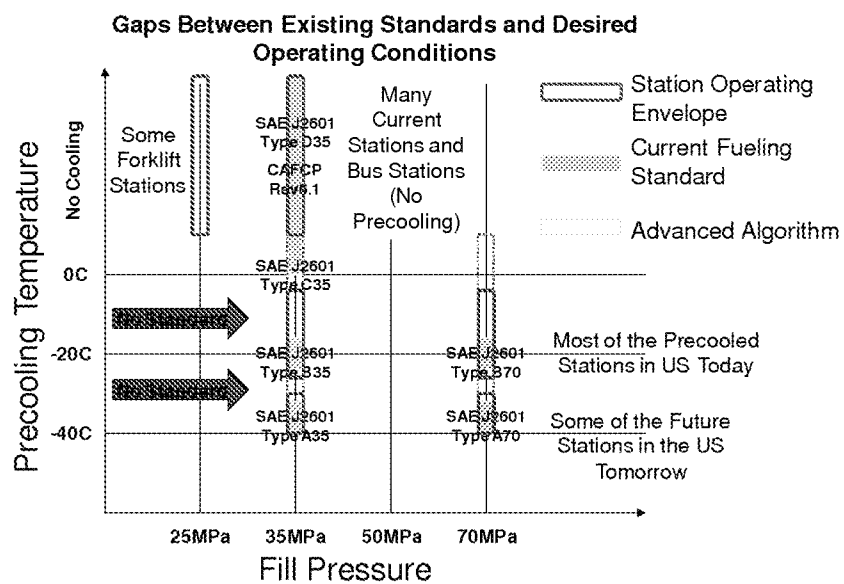 Gaps Between Existing Standards and Desired
Operating Conditions
Precooling Temperature
No Cooling
0C
-20C
-40C
Some
Forklift
Stations
SAE J2601
Type D35
CAFCP
Rev6.1
Many
Current
Stations and
Bus Stations
(No
Precooling)
Station Operating
Envelope
Current Fueling
Standard
Advanced Algorithm
SAE J2601
Type C35
No Standard
SAE J2601
Type B35
SAE J2601
Type B70
Most of the Precooled
Stations in US Today
No Standard
SAE J2601
Type A35
SAE J2601
Type A70
Some of the Future
Stations in the US
Tomorrow
25MPa
35MPa
50MPa
70MPa
Fill Pressure